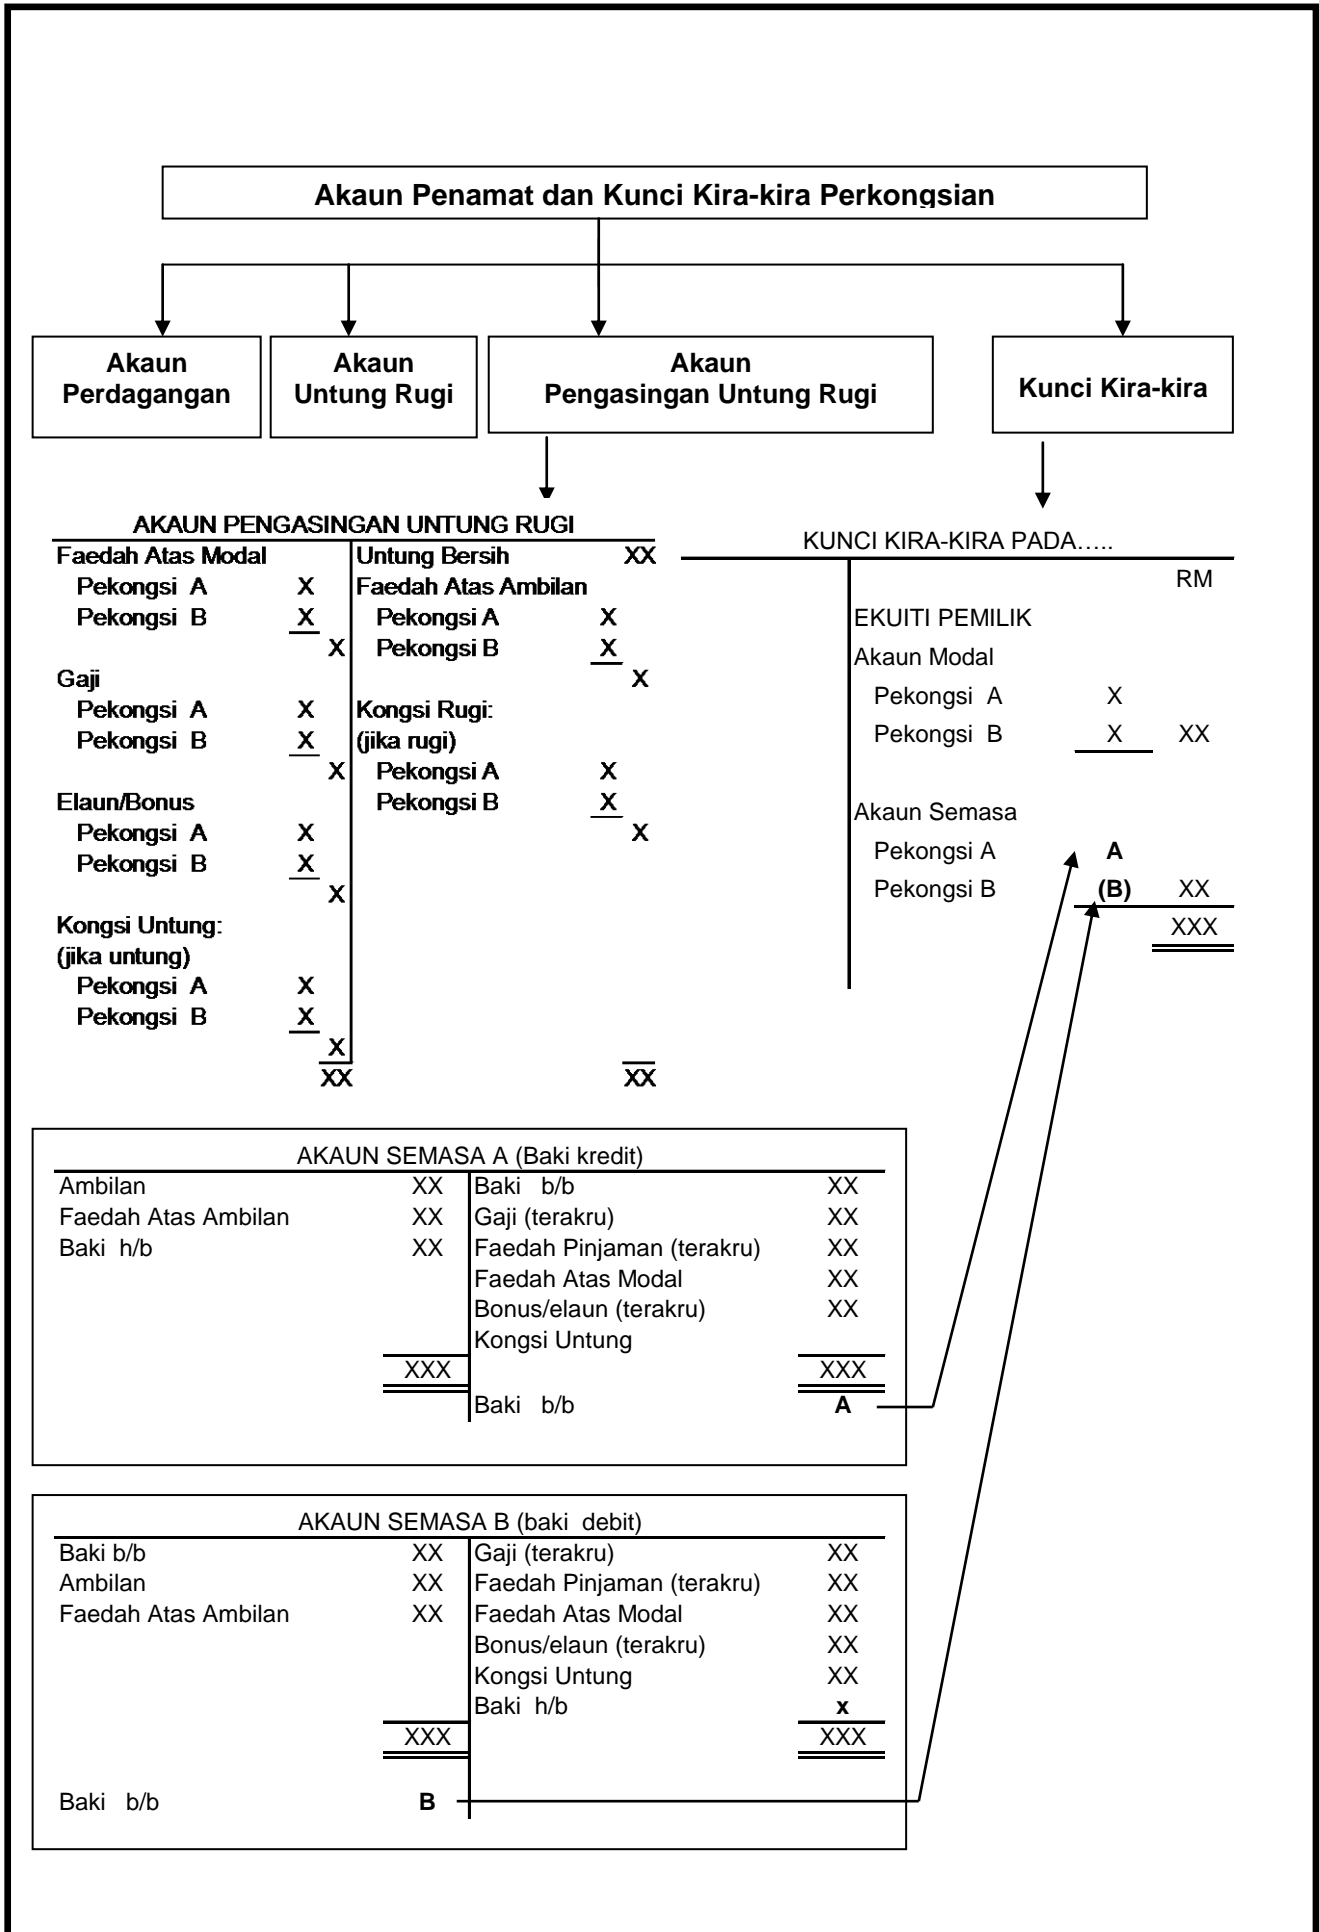 Akaun Penamat dan Kunci Kira-kira Perkongsian
Akaun
Perdagangan
Akaun
Untung Rugi
Akaun
Pengasingan Untung Rugi
Kunci Kira-kira
AKAUN PENGASINGAN UNTUNG RUGI
Faedah Atas Modal Untung Bersih XX
Pekongsi A X Faedah Atas Ambilan
Pekongsi B X Pekongsi A X
X Pekongsi B X
Gaji X
Pekongsi A X Kongsi Rugi:
Pekongsi B X (jika rugi)
X Pekongsi A X
Elaun/Bonus Pekongsi B X
Pekongsi A X X
Pekongsi B X
X
Kongsi Untung:
(jika untung)
Pekongsi A X
Pekongsi B X
X
XX XX
KUNCI KIRA-KIRA PADA…..
RM
EKUITI PEMILIK
Akaun Modal
Pekongsi A X
Pekongsi B X XX
Akaun Semasa
Pekongsi A A
Pekongsi B (B) XX
XXX
AKAUN SEMASA A (Baki kredit)
Ambilan XX Baki b/b XX
Faedah Atas Ambilan XX Gaji (terakru) XX
Baki h/b XX Faedah Pinjaman (terakru) XX
Faedah Atas Modal XX
Bonus/elaun (terakru) XX
Kongsi Untung
XXX XXX
Baki b/b A
AKAUN SEMASA B (baki debit)
Baki b/b XX Gaji (terakru) XX
Ambilan XX Faedah Pinjaman (terakru) XX
Faedah Atas Ambilan XX Faedah Atas Modal XX
Bonus/elaun (terakru) XX
Kongsi Untung XX
Baki h/b x
XXX XXX
Baki b/b B